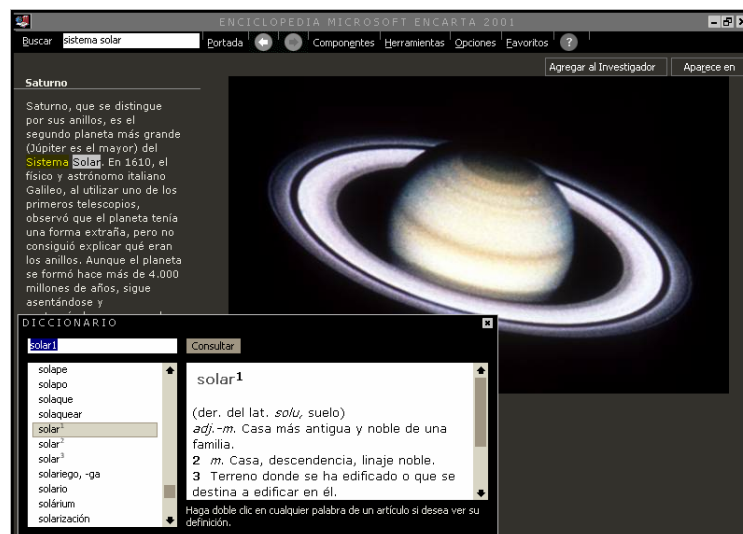 ENCICLOPEDIA MICROSOFT ENCARTA 2001
Buscar sistema solar Portada Componentes Herramientas Opciones Favoritos ?
Agregar al Investigador Aparece en
Saturno
Saturno, que se distingue
por sus anillos, es el
segundo planeta más grande
(Júpiter es el mayor) del
Sistema Solar. En 1610, el
físico y astrónomo italiano
Galileo, al utilizar uno de los
primeros telescopios,
observó que el planeta tenía
una forma extraña, pero no
consiguió explicar qué eran
los anillos. Aunque el planeta
se formó hace más de 4.000
millones de años, sigue
asentándose y
DICCIONARIO
solar1 Consultar
solape
solapo
solaque
solaquear
solar1
solar2
solar3
solariego, -ga
solario
solárium
solarización
solar1
(der. del lat. solu, suelo)
adj.-m. Casa más antigua y noble de una
familia.
2 m. Casa, descendencia, linaje noble.
3 Terreno donde se ha edificado o que se
destina a edificar en él.
Haga doble clic en cualquier palabra de un artículo si desea ver su
definición.